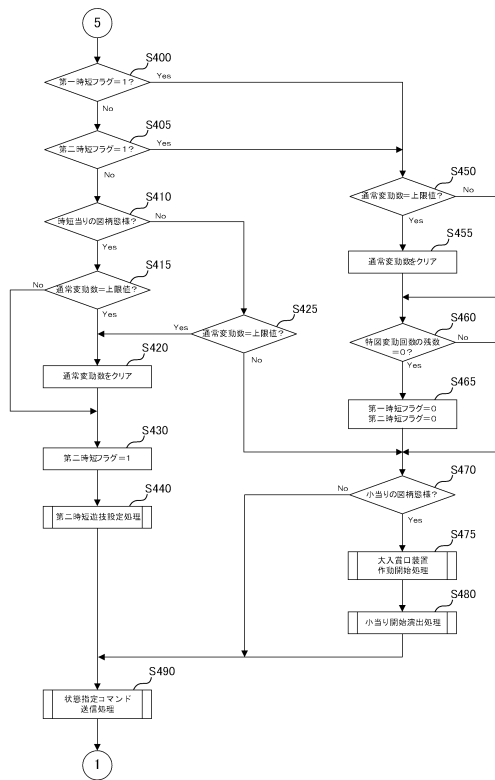 5
S400
第一時短フラグ=1?
Yes
No
S405
第二時短フラグ=1?
Yes
No
S410
時短当りの図柄態様?
No
Yes
S415
通常変動数=上限値?
No
Yes
S420
通常変動数をクリア
S425
通常変動数=上限値?
Yes
No
S430
第二時短フラグ=1
S440
第二時短遊技設定処理
S450
通常変動数=上限値?
No
Yes
S455
通常変動数をクリア
S460
特図変動回数の残数
=0?
No
Yes
S465
第一時短フラグ=0
第二時短フラグ=0
S470
小当りの図柄態様?
No
Yes
S475
大入賞口装置
作動開始処理
S480
小当り開始演出処理
S490
状態指定コマンド
送信処理
1